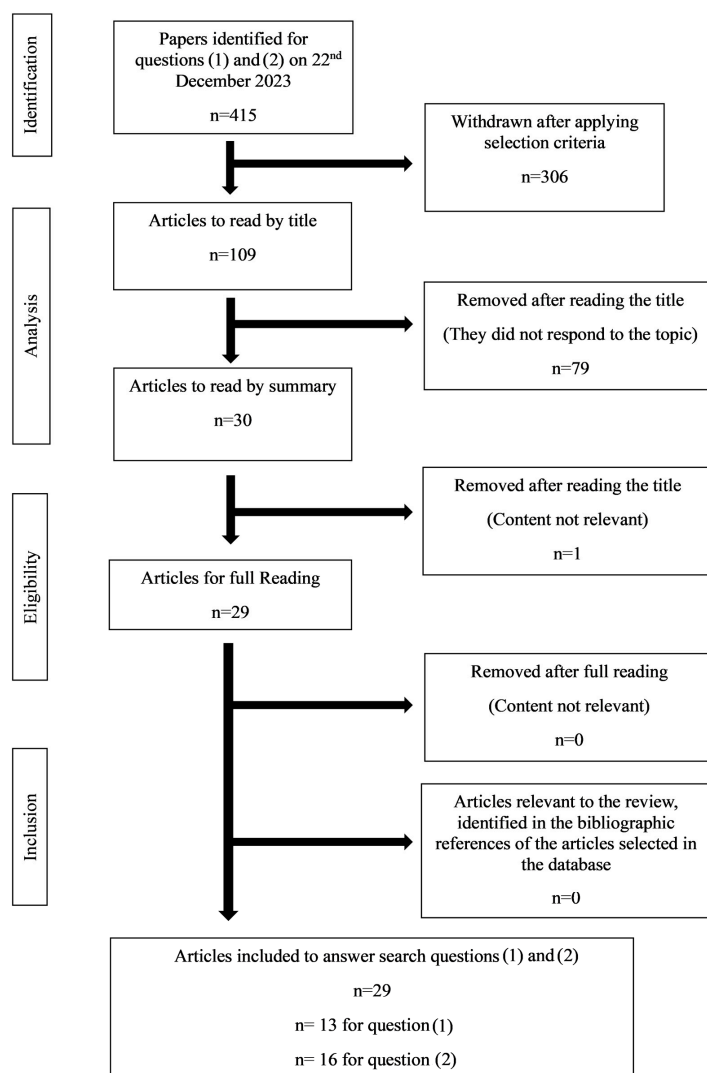 Identification
Papers identified for
questions (1) and (2) on 22nd
December 2023
n=415
Withdrawn after applying
selection criteria
n=306
Analysis
Articles to read by title
n=109
Removed after reading the title
(They did not respond to the topic)
n=79
Articles to read by summary
n=30
Eligibility
Removed after reading the title
(Content not relevant)
n=1
Articles for full Reading
n=29
Removed after full reading
(Content not relevant)
n=0
Inclusion
Articles relevant to the review,
identified in the bibliographic
references of the articles selected in
the database
n=0
Articles included to answer search questions (1) and (2)
n=29
n= 13 for question (1)
n= 16 for question (2)